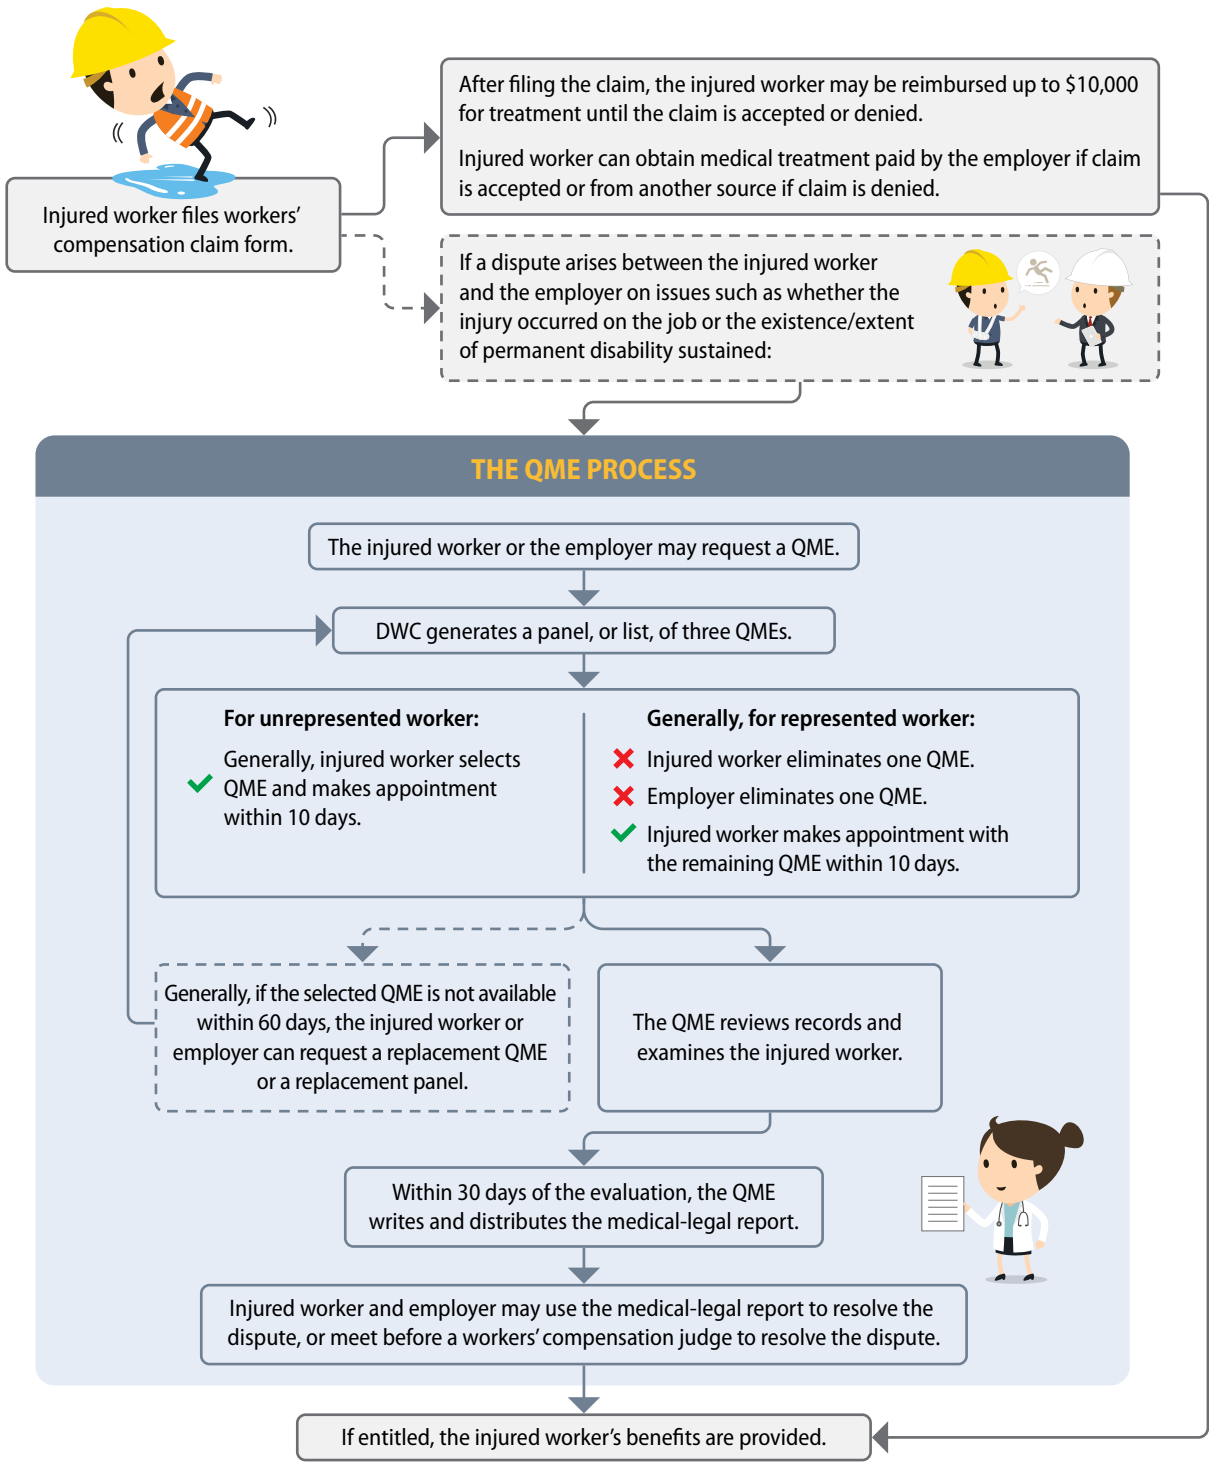 After filing the claim, the injured worker may be reimbursed up to $10,000
for treatment until the claim is accepted or denied.
Injured worker can obtain medical treatment paid by the employer if claim
is accepted or from another source if claim is denied.
Injured worker files workers’
compensation claim form.
If a dispute arises between the injured worker
and the employer on issues such as whether the
injury occurred on the job or the existence/extent
of permanent disability sustained:
THE QME PROCESS
The injured worker or the employer may request a QME.
DWC generates a panel, or list, of three QMEs.
For unrepresented worker:
Generally, injured worker selects
QME and makes appointment
within 10 days.
Generally, for represented worker:
Injured worker eliminates one QME.
Employer eliminates one QME.
Injured worker makes appointment with
the remaining QME within 10 days.
Generally, if the selected QME is not available
within 60 days, the injured worker or
employer can request a replacement QME
or a replacement panel.
The QME reviews records and
examines the injured worker.
Within 30 days of the evaluation, the QME
writes and distributes the medical-legal report.
Injured worker and employer may use the medical-legal report to resolve the
dispute, or meet before a workers’ compensation judge to resolve the dispute.
If entitled, the injured worker’s benefits are provided.